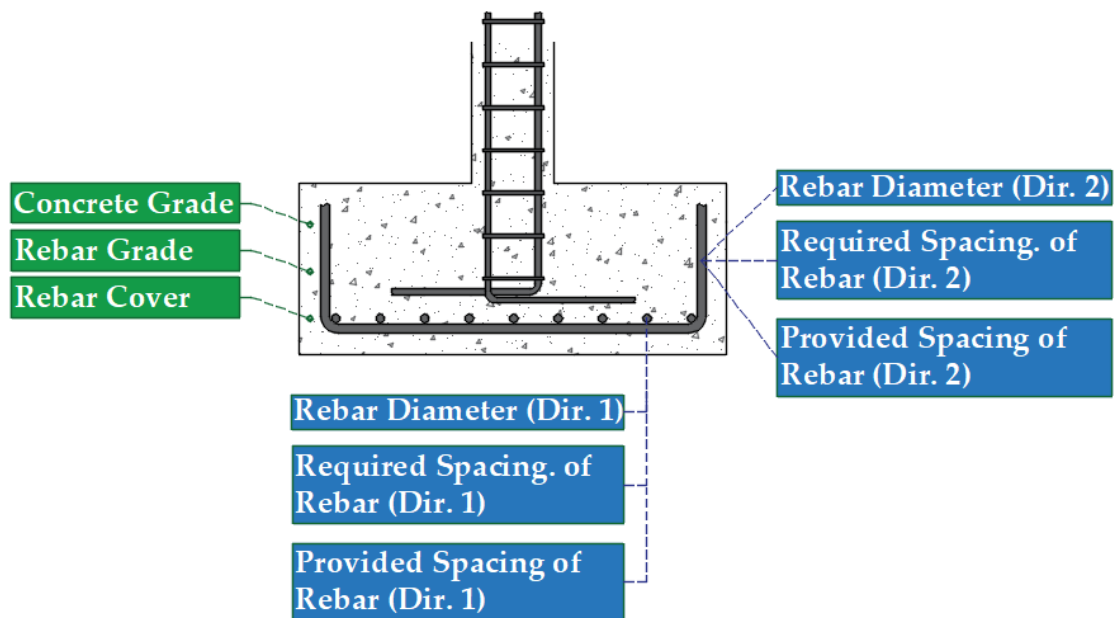 Concrete Grade
Rebar Grade
Rebar Cover
Rebar Diameter (Dir. 2)
Required Spacing. of
Rebar (Dir. 2)
Provided Spacing of
Rebar (Dir. 2)
Rebar Diameter (Dir. 1)
Required Spacing. of
Rebar (Dir. 1)
Provided Spacing of
Rebar (Dir. 1)